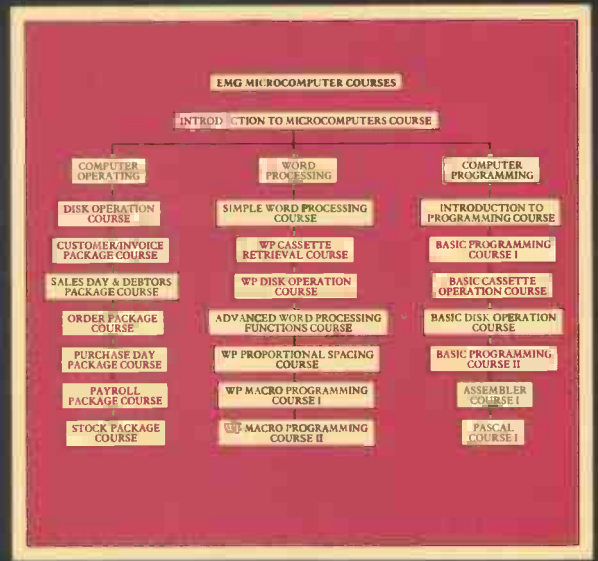 EMG MICROCOMPUTER COURSES
INTRODUCTION TO MICROCOMPUTERS COURSE
COMPUTER
OPERATING
DISK OPERATION
COURSE
CUSTOMER/INVOICE
PACKAGE COURSE
SALES DAY & DEBTORS
PACKAGE COURSE
ORDER PACKAGE
COURSE
PURCHASE DAY
PACKAGE COURSE
PAYROLL
PACKAGE COURSE
STOCK PACKAGE
COURSE
WORD
PROCESSING
SIMPLE WORD PROCESSING
COURSE
WP CASSETTE
RETRIEVAL COURSE
WP DISK OPERATION
COURSE
ADVANCED WORD PROCESSING
FUNCTIONS COURSE
WP PROPORTIONAL SPACING
COURSE
WP MACRO PROGRAMMING
COURSE I
WP MACRO PROGRAMMING
COURSE II
COMPUTER
PROGRAMMING
INTRODUCTION TO
PROGRAMMING COURSE
BASIC PROGRAMMING
COURSE I
BASIC CASSETTE
OPERATION COURSE
BASIC DISK OPERATION
COURSE
BASIC PROGRAMMING
COURSE II
ASSEMBLER
COURSE I
PASCAL
COURSE I